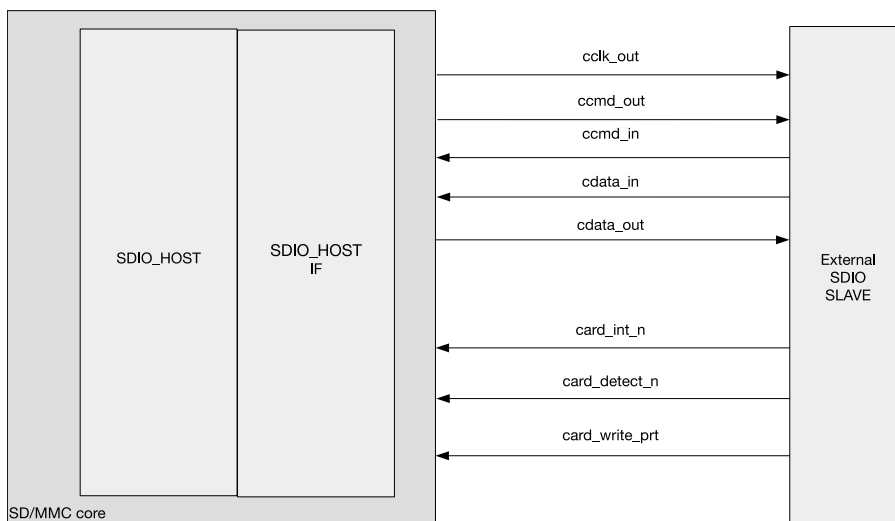 cclk_out
ccmd_out
ccmd_in
cdata_in
cdata_out
SDIO_HOST
SDIO_HOST
IF
External
SDIO
SLAVE
card_int_n
card_detect_n
card_write_prt
SD/MMC core